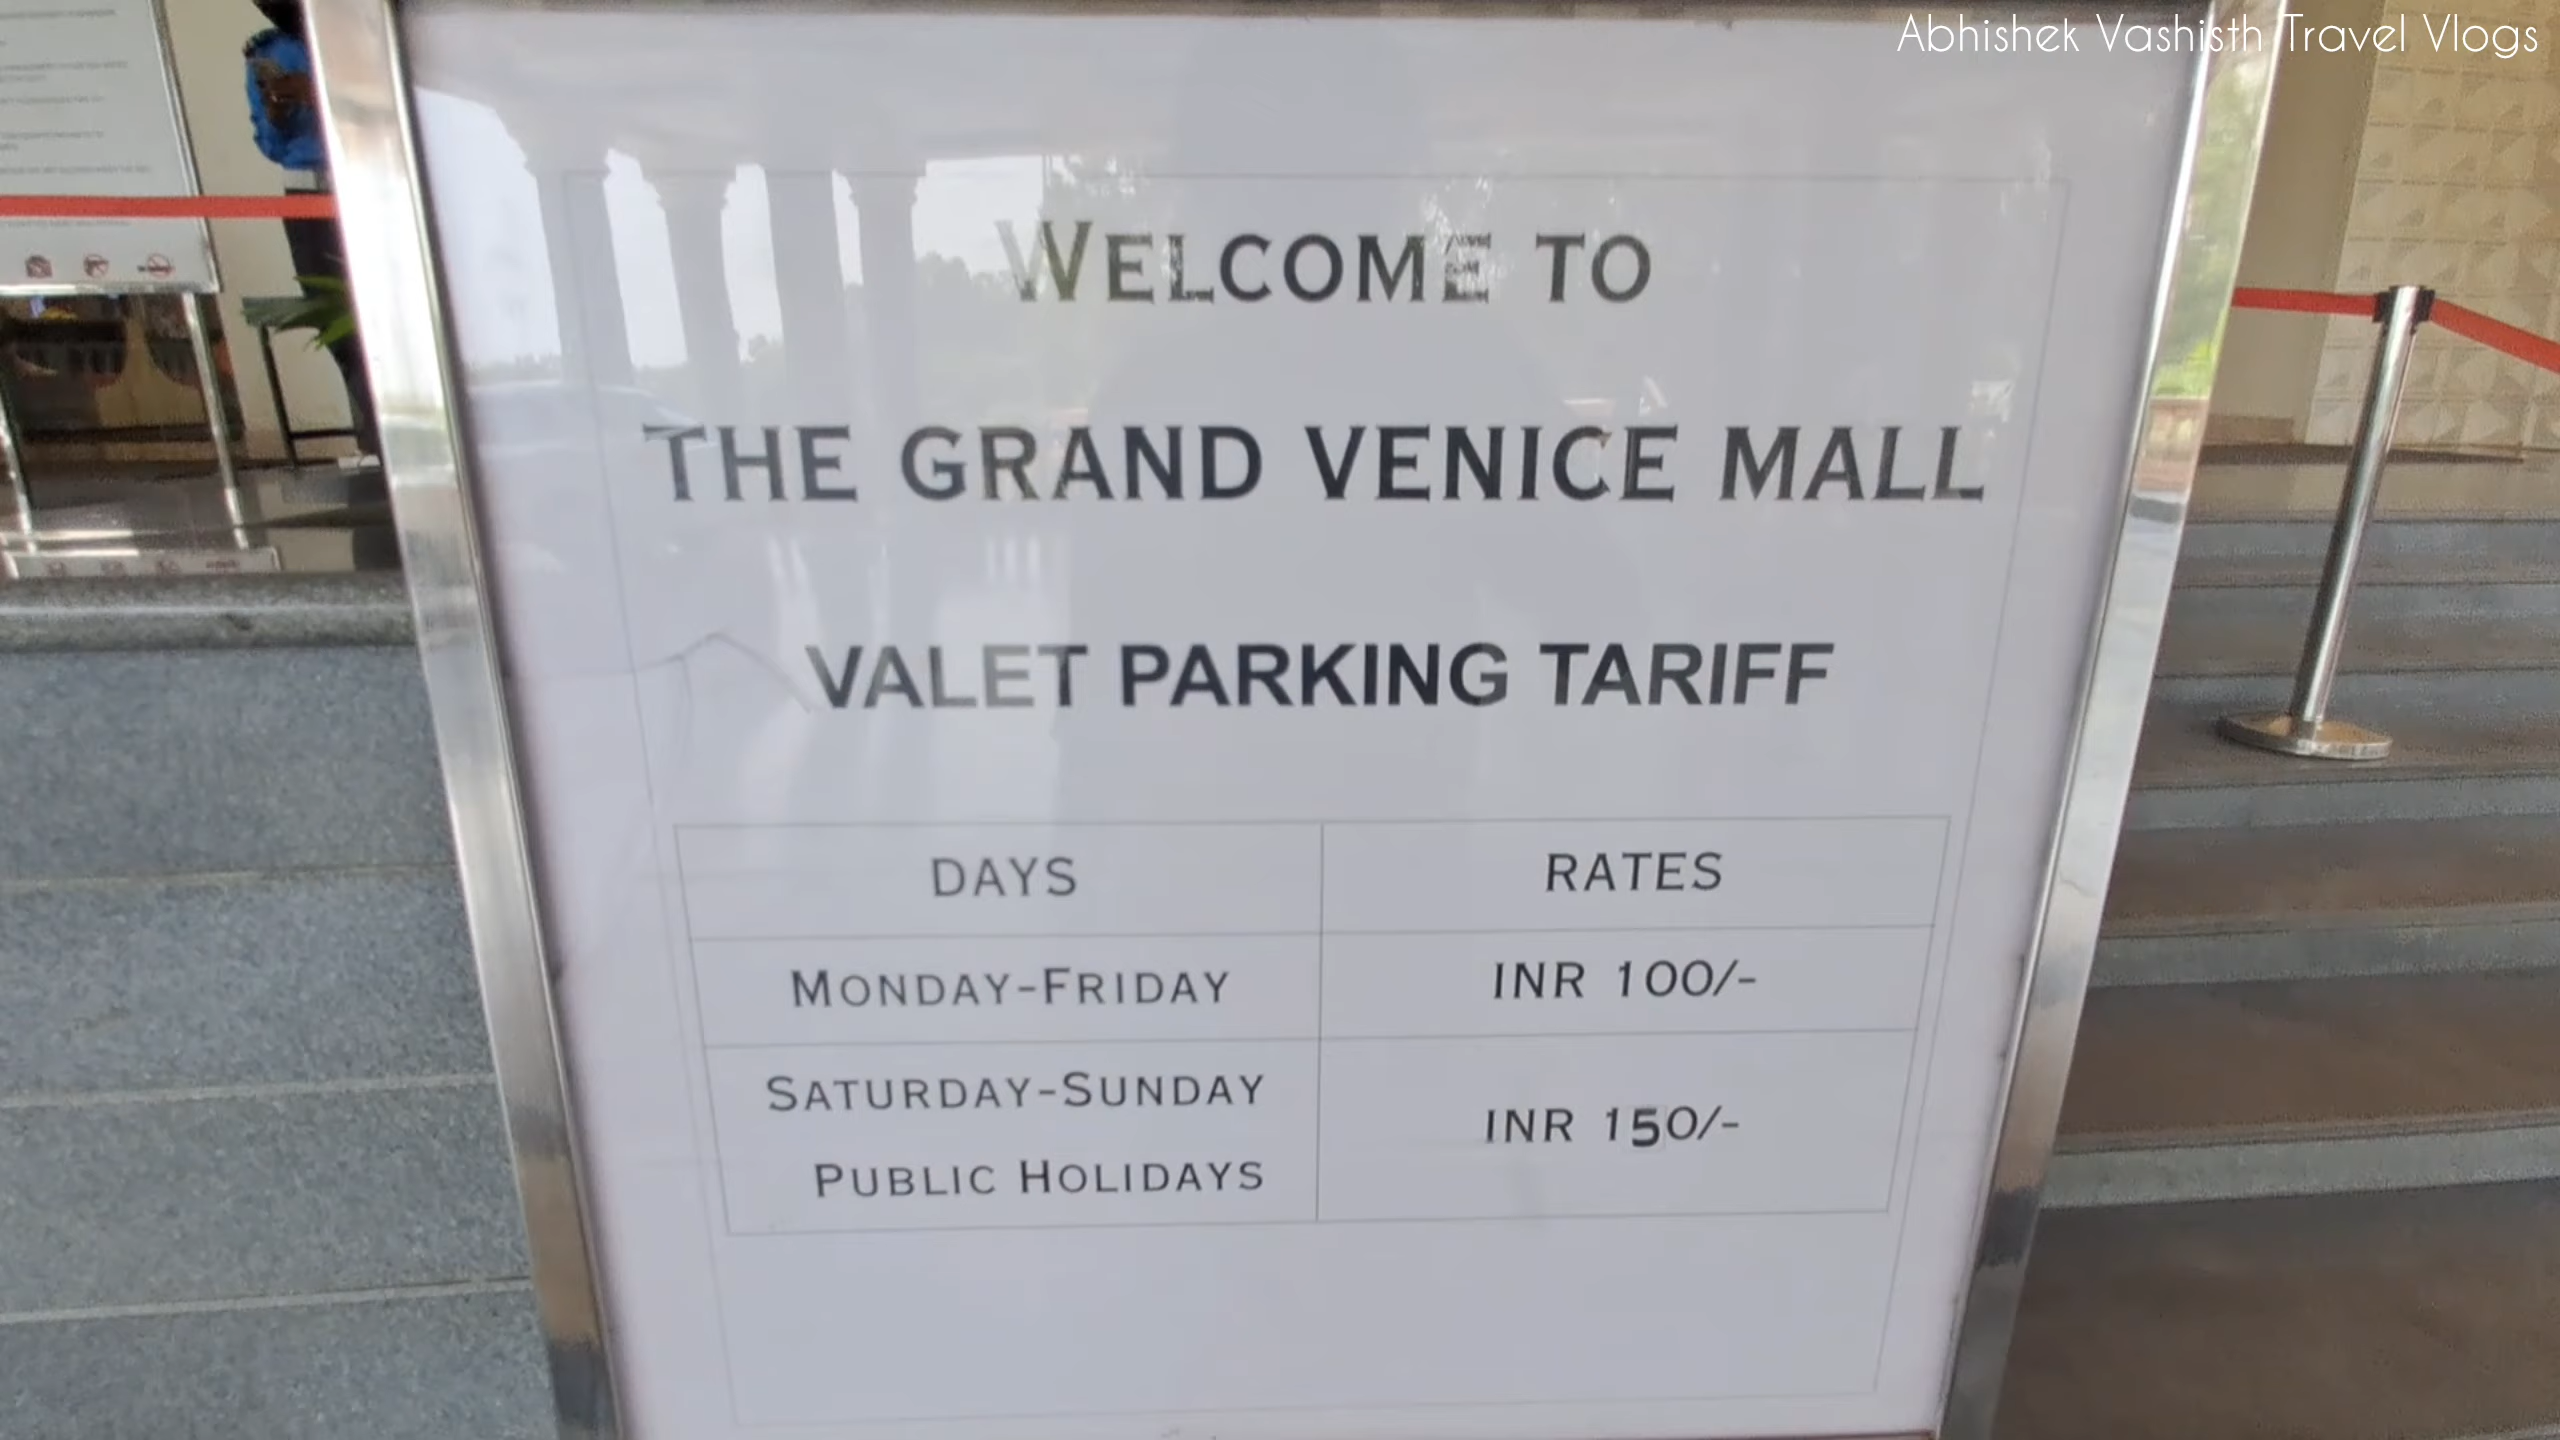 Abhishek Vashisth Travel Vlogs
WELCOME TO
THE GRAND VENICE MALL
VALET PARKING TARIFF
DAYS RATES
MONDAY-FRIDAY INR 100/-
SATURDAY-SUNDAY
PUBLIC HOLIDAYS INR 150/-